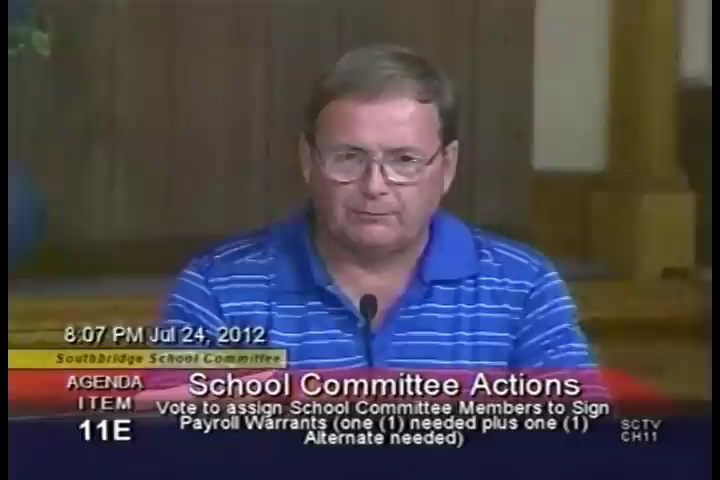 8:07 PM Jul 24, 2012
Southbridge School Committee
AGENDA
ITEM
11E
School Committee Actions
Vote to assign School Committee Members to Sign
Payroll Warrants (one (1) needed plus one (1)
Alternate needed)
SCTV
CH11